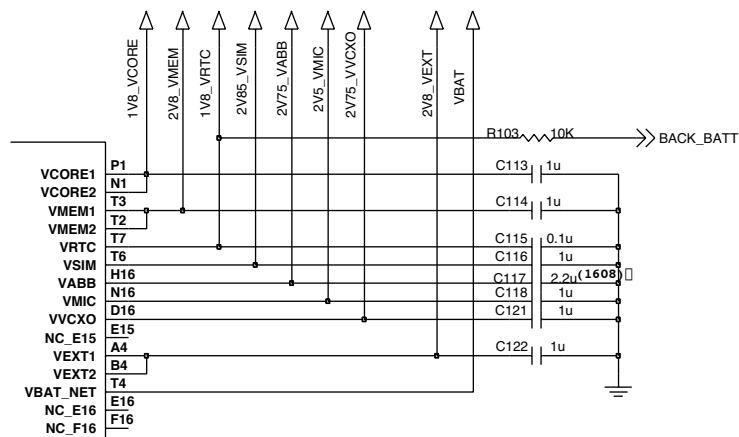 1V8_VCORE
2V8_VMEM
1V8_VRTC
2V85_VSIM
2V75_VABB
2V5_VMIC
2V75_VVCXO
2V8_VEXT
VBAT
R103 10K BACK_BATT
VCORE1 P1 C113 1u
VCORE2 N1
VMEM1 T3 C114 1u
VMEM2 T2
VRTC T7 C115 0.1u
VSIM T6 C116 1u
VABB H16 C117 2.2u(1608)
VMIC N16 C118 1u
VVCXO D16 C121 1u
NC_E15 E15
VEXT1 A4 C122 1u
VEXT2 B4
VBAT_NET T4
NC_E16 E16
NC_F16 F16